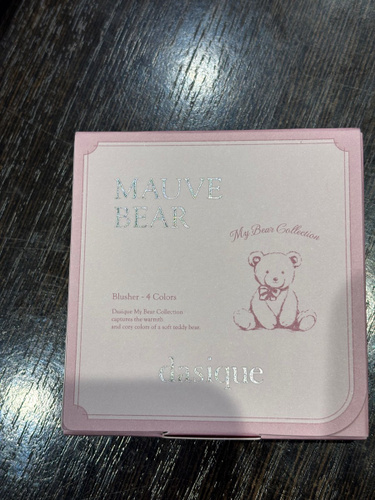 MAUVE
BEAR
My Bear Collection
Blusher - 4 Colors
Dasique My Bear Collection
captures the warmth
and cozy colors of a soft teddy bear.
dasique